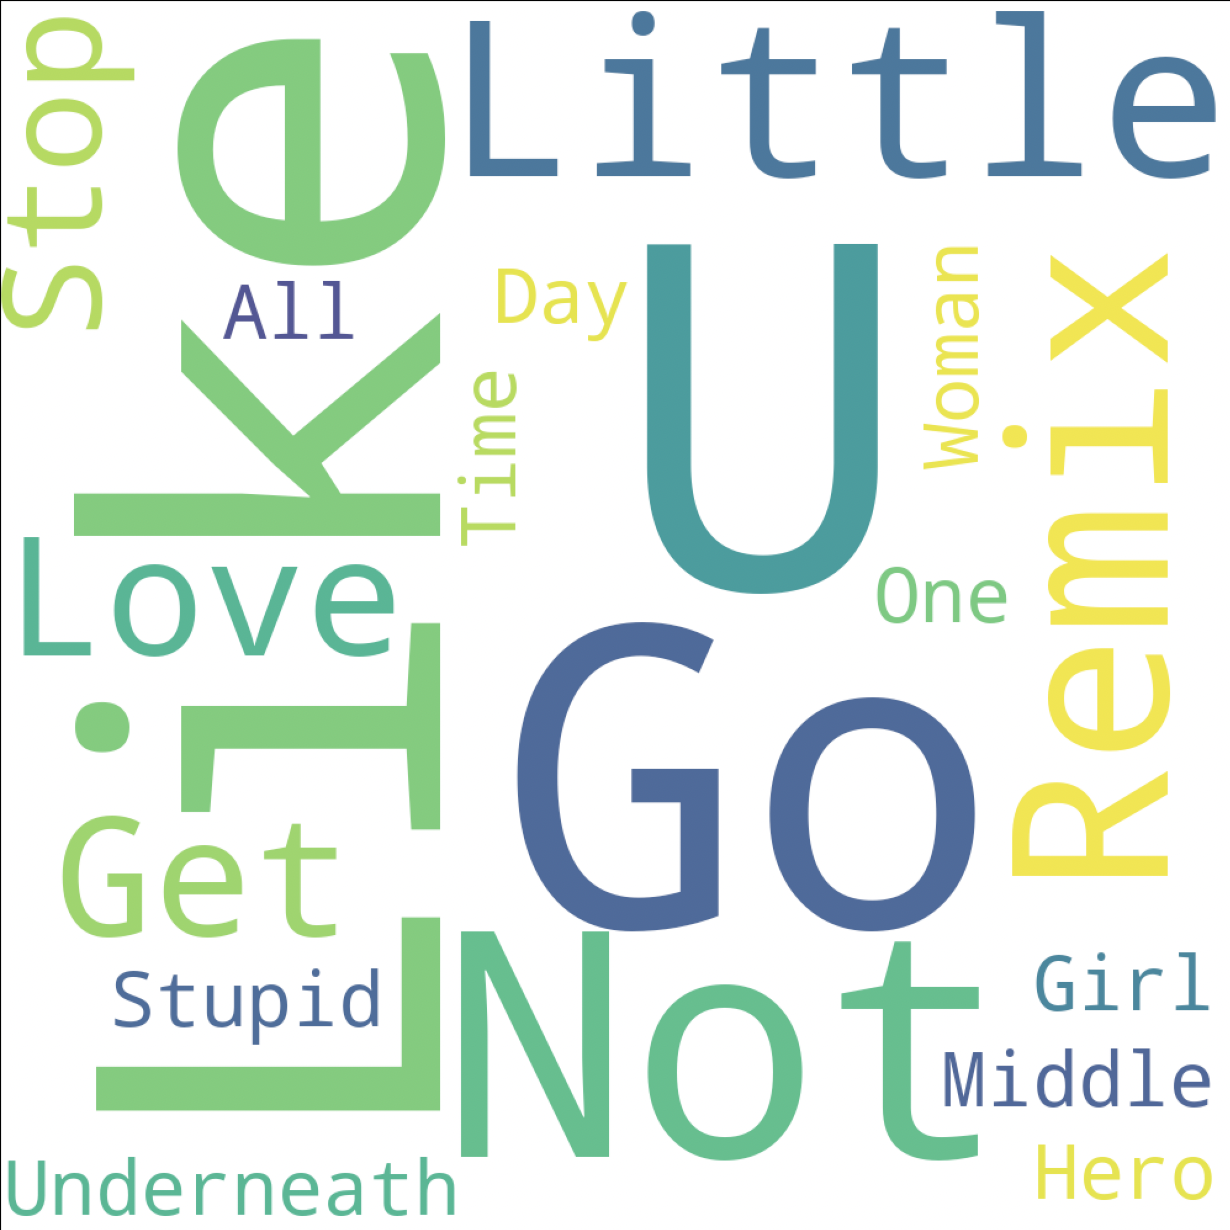 Stop
Like
Little
All
Day
U
Woman
Remix
Time
Love
One
Go
Get
Stupid
Not
Girl
Middle
Underneath
Hero